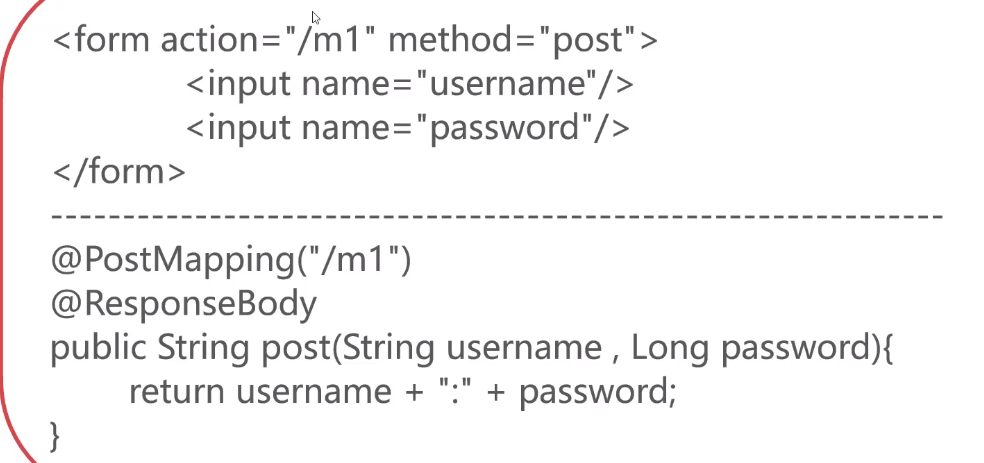 <form action="/m1" method="post">
<input name="username"/>
<input name="password"/>
</form>
--------------------------------------------------------------
@PostMapping("/m1")
@ResponseBody
public String post(String username , Long password){
return username + ":" + password;
}